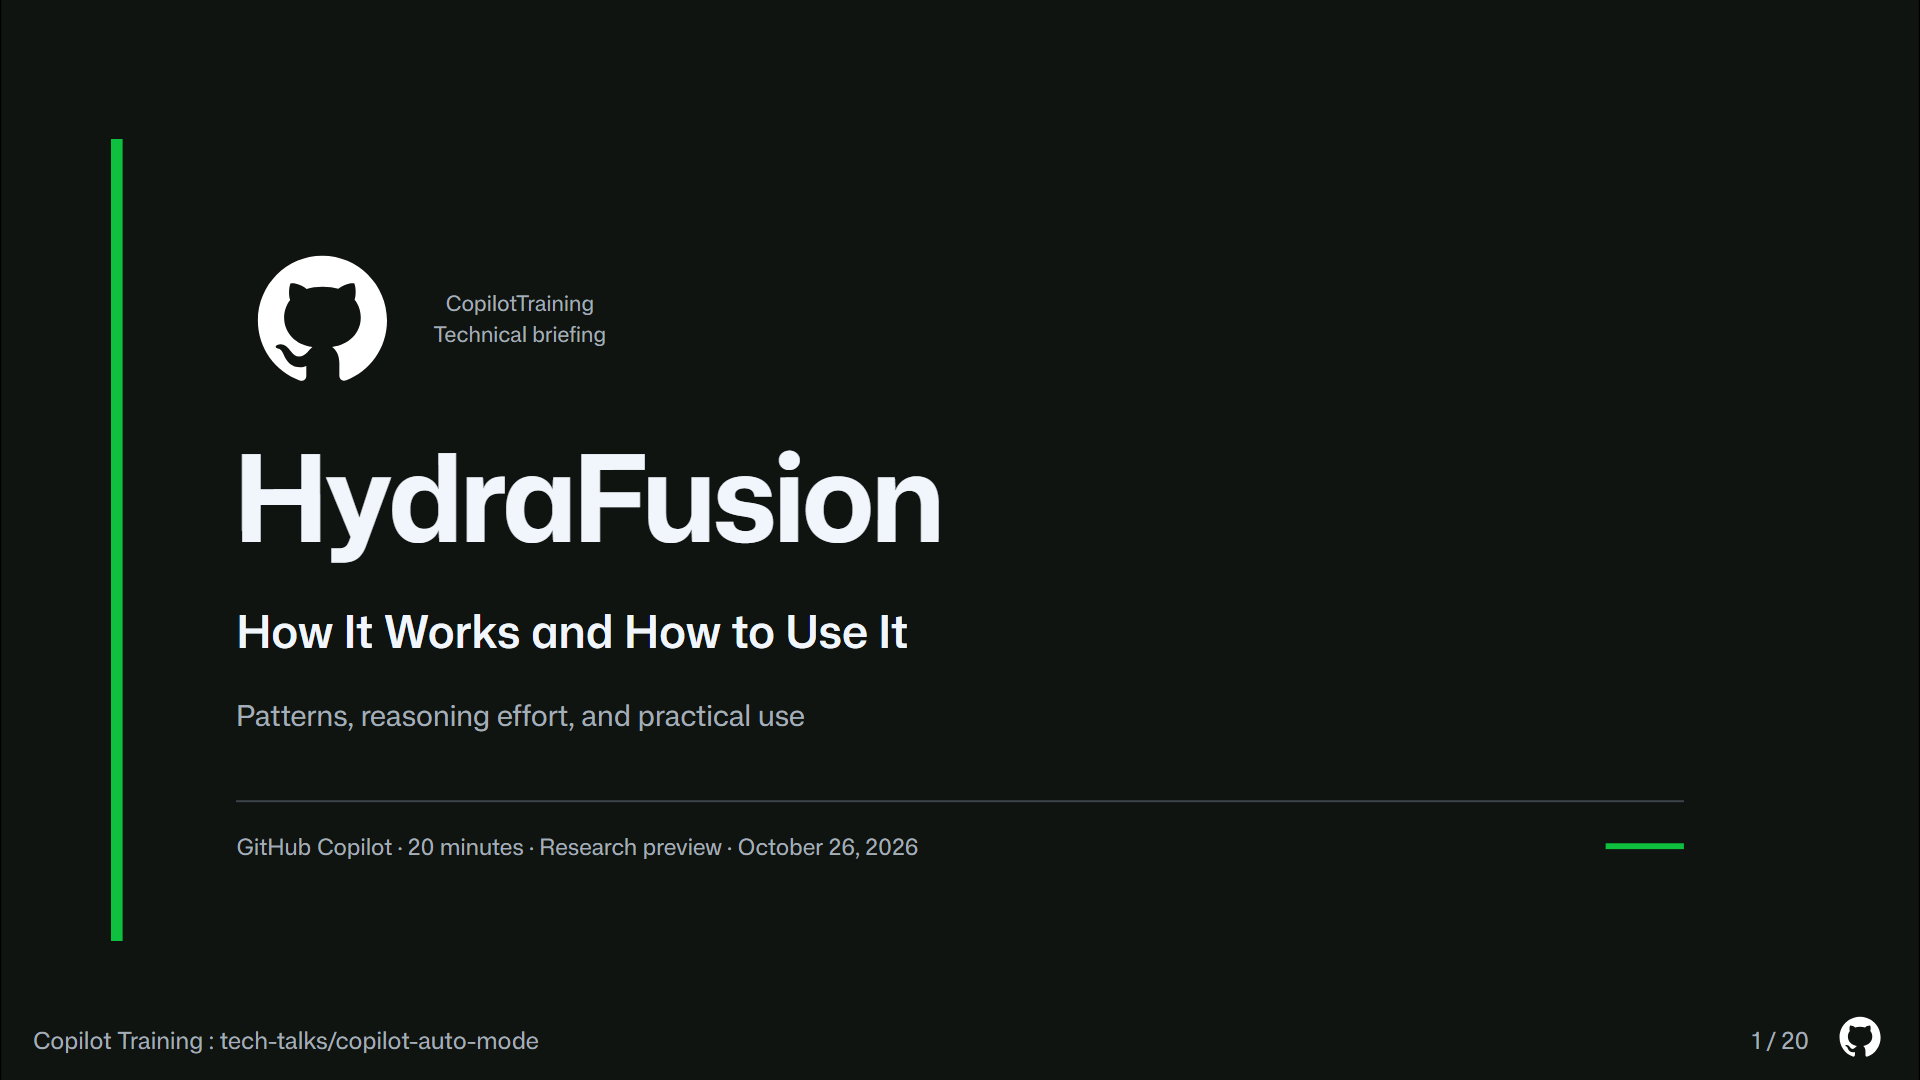 CopilotTraining
Technical briefing
HydraFusion
How It Works and How to Use It
Patterns, reasoning effort, and practical use
GitHub Copilot · 20 minutes · Research preview · October 26, 2026
Copilot Training : tech-talks/copilot-auto-mode
1 / 20